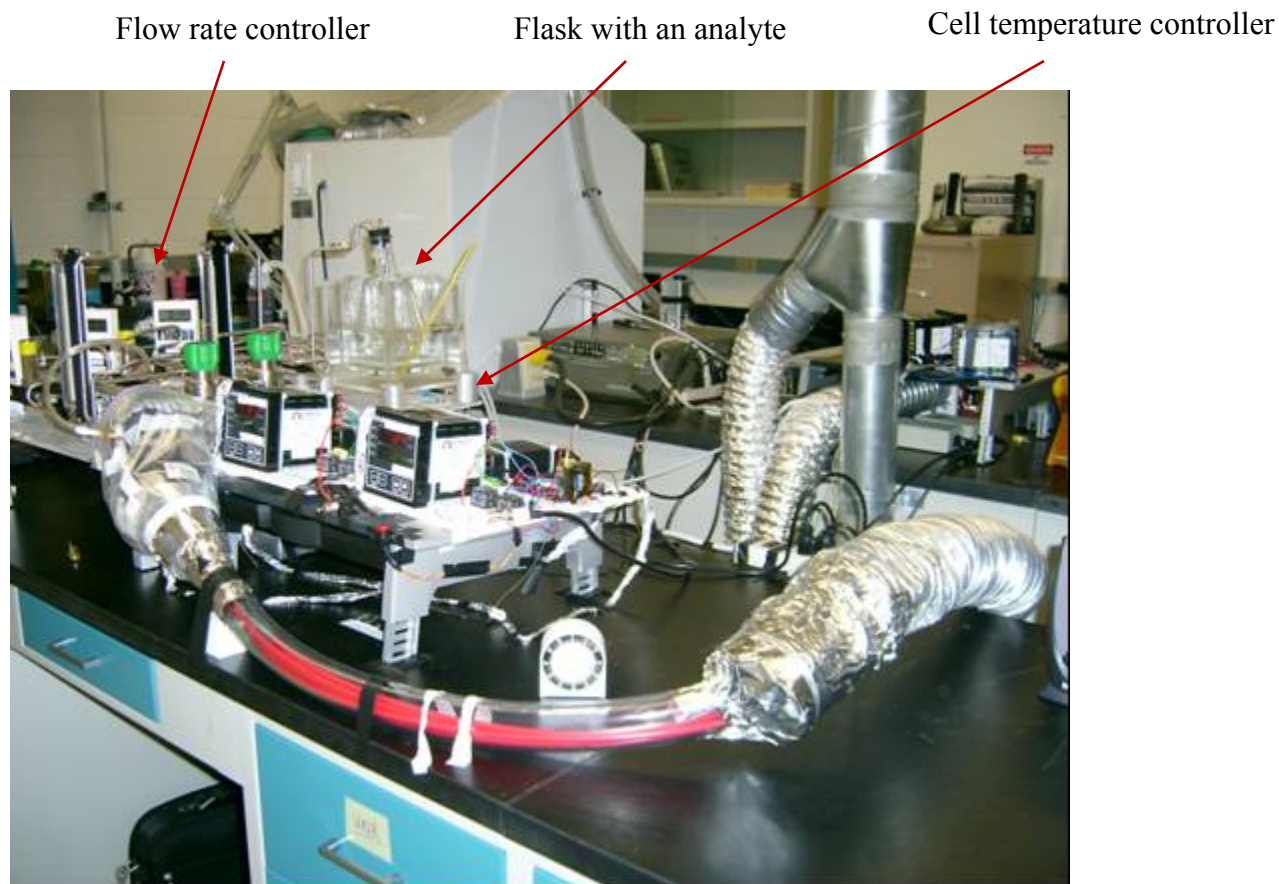 Flow rate controller
Flask with an analyte
Cell temperature controller